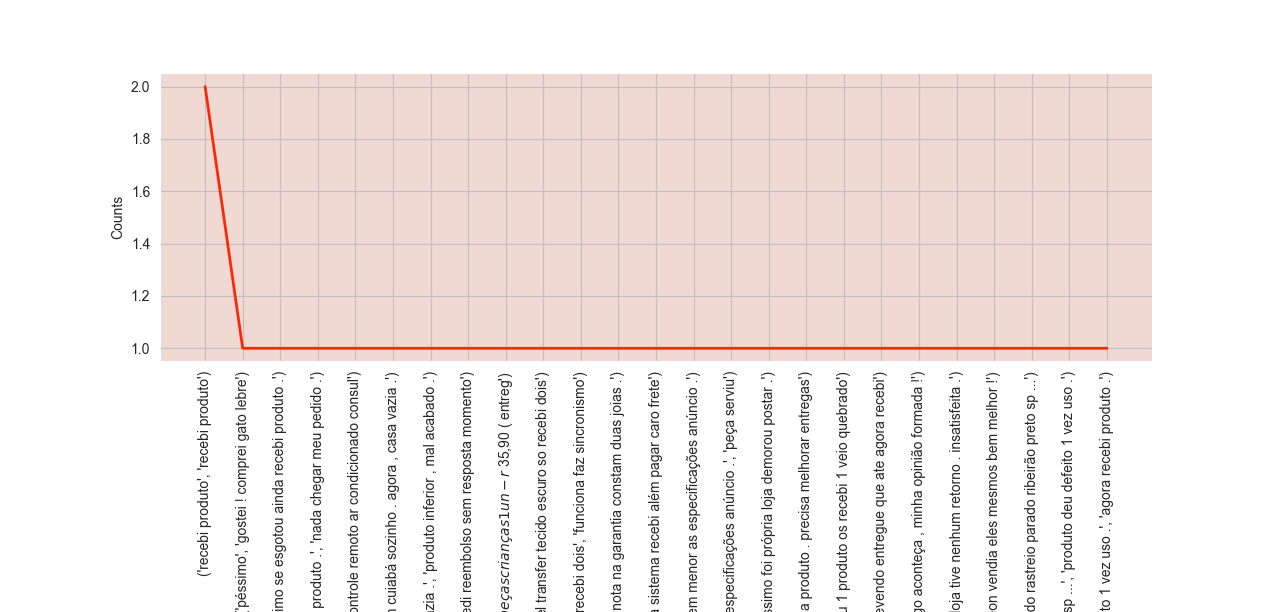 2.0
1.8
1.6
1.4
1.2
1.0
Counts
('recebi produto', 'recebi produto')
'péssimo', 'gostei ! comprei gato lebre')
se esgotou ainda recebi produto .')
produto .', 'nada chegar meu pedido .')
remoto ar condicionado consul')
cuiabá sozinho . agora , casa vazia .')
.', 'produto inferior , mal acabado .')
reembolso sem resposta momento')
35,90 ( entreg')
transfer tecido escuro so recebi dois')
recebi dois', 'funciona faz sincronismo')
nota na garantia constam duas joias .')
sistema recebi além pagar caro frete')
menor as especificações anúncio .')
especificações anúncio .', 'peça serviu')
foi própria loja demorou postar .')
a produto . precisa melhorar entregas')
1 produto os recebi 1 veio quebrado')
entregue que ate agora recebi')
aconteça , minha opinião formada !')
loja tive nenhum retorno . insatisfeita .')
vendia eles mesmos bem melhor !')
do rastreio parado ribeirão preto sp ...')
sp ...', 'produto deu defeito 1 vez uso .')
1 vez uso .', 'agora recebi produto .')